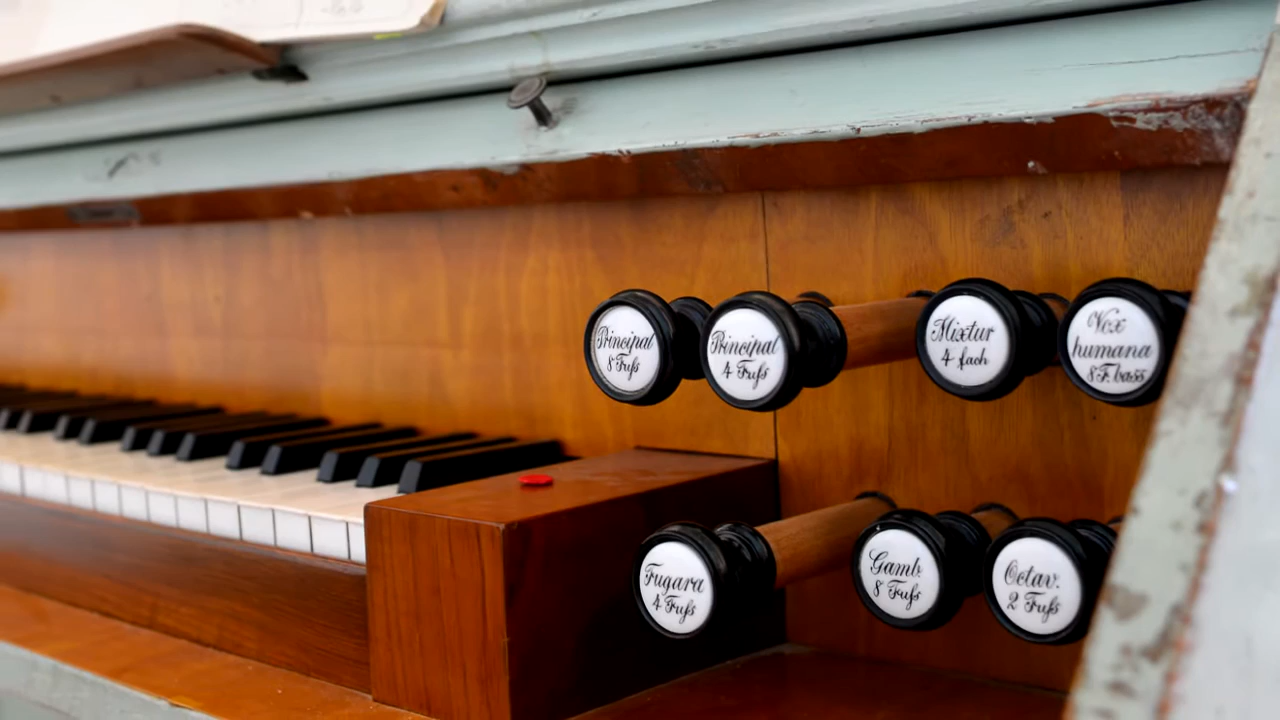 Principal
8 Fuſs
Principal
4 Fuſs
Mixtur
4 fach
Vox
humana
8 F. bass
Fugara
4 Fuſs
Gamb.
8 Fuſs
Octav.
2 Fuſs